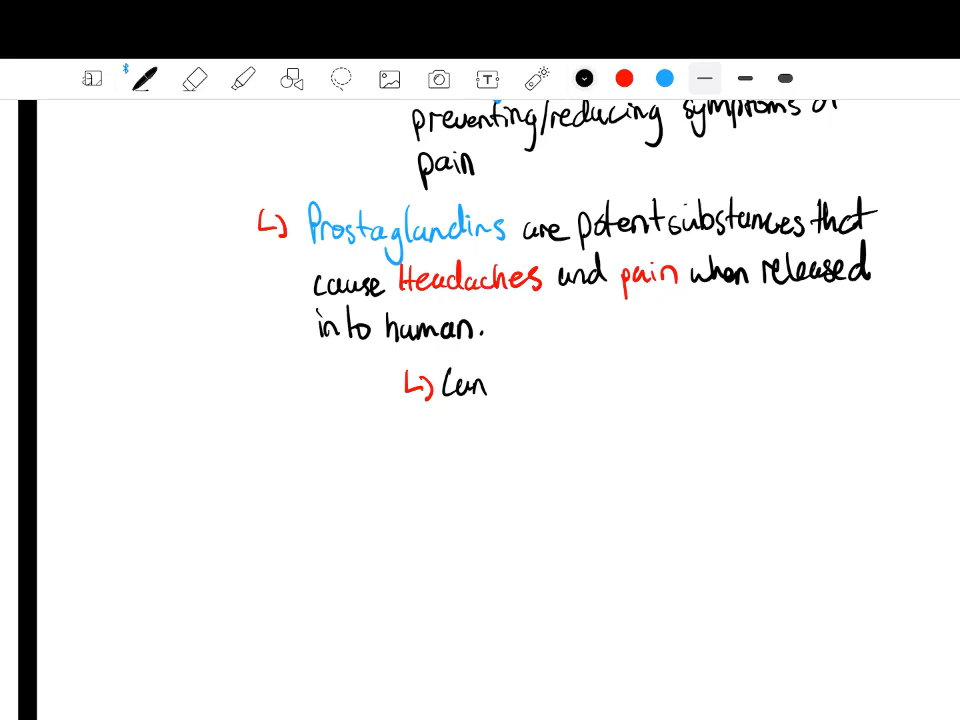 preventing/reducing symptoms of
pain
↳ Prostaglandins are potent substances that
cause Headaches and pain when released
into human.
↳ Can